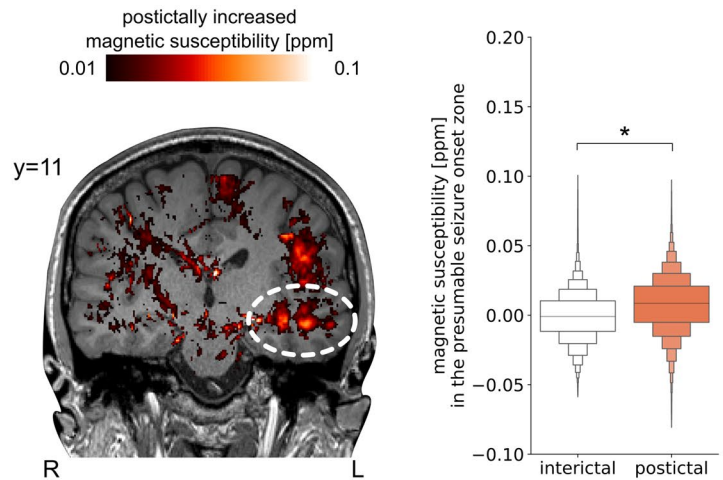 postictally increased
magnetic susceptibility [ppm]
0.01
0.1
y=11
R
L
magnetic susceptibility [ppm]
in the presumable seizure onset zone
0.20
0.15
0.10
0.05
0.00
−0.05
−0.10
*
interictal
postictal